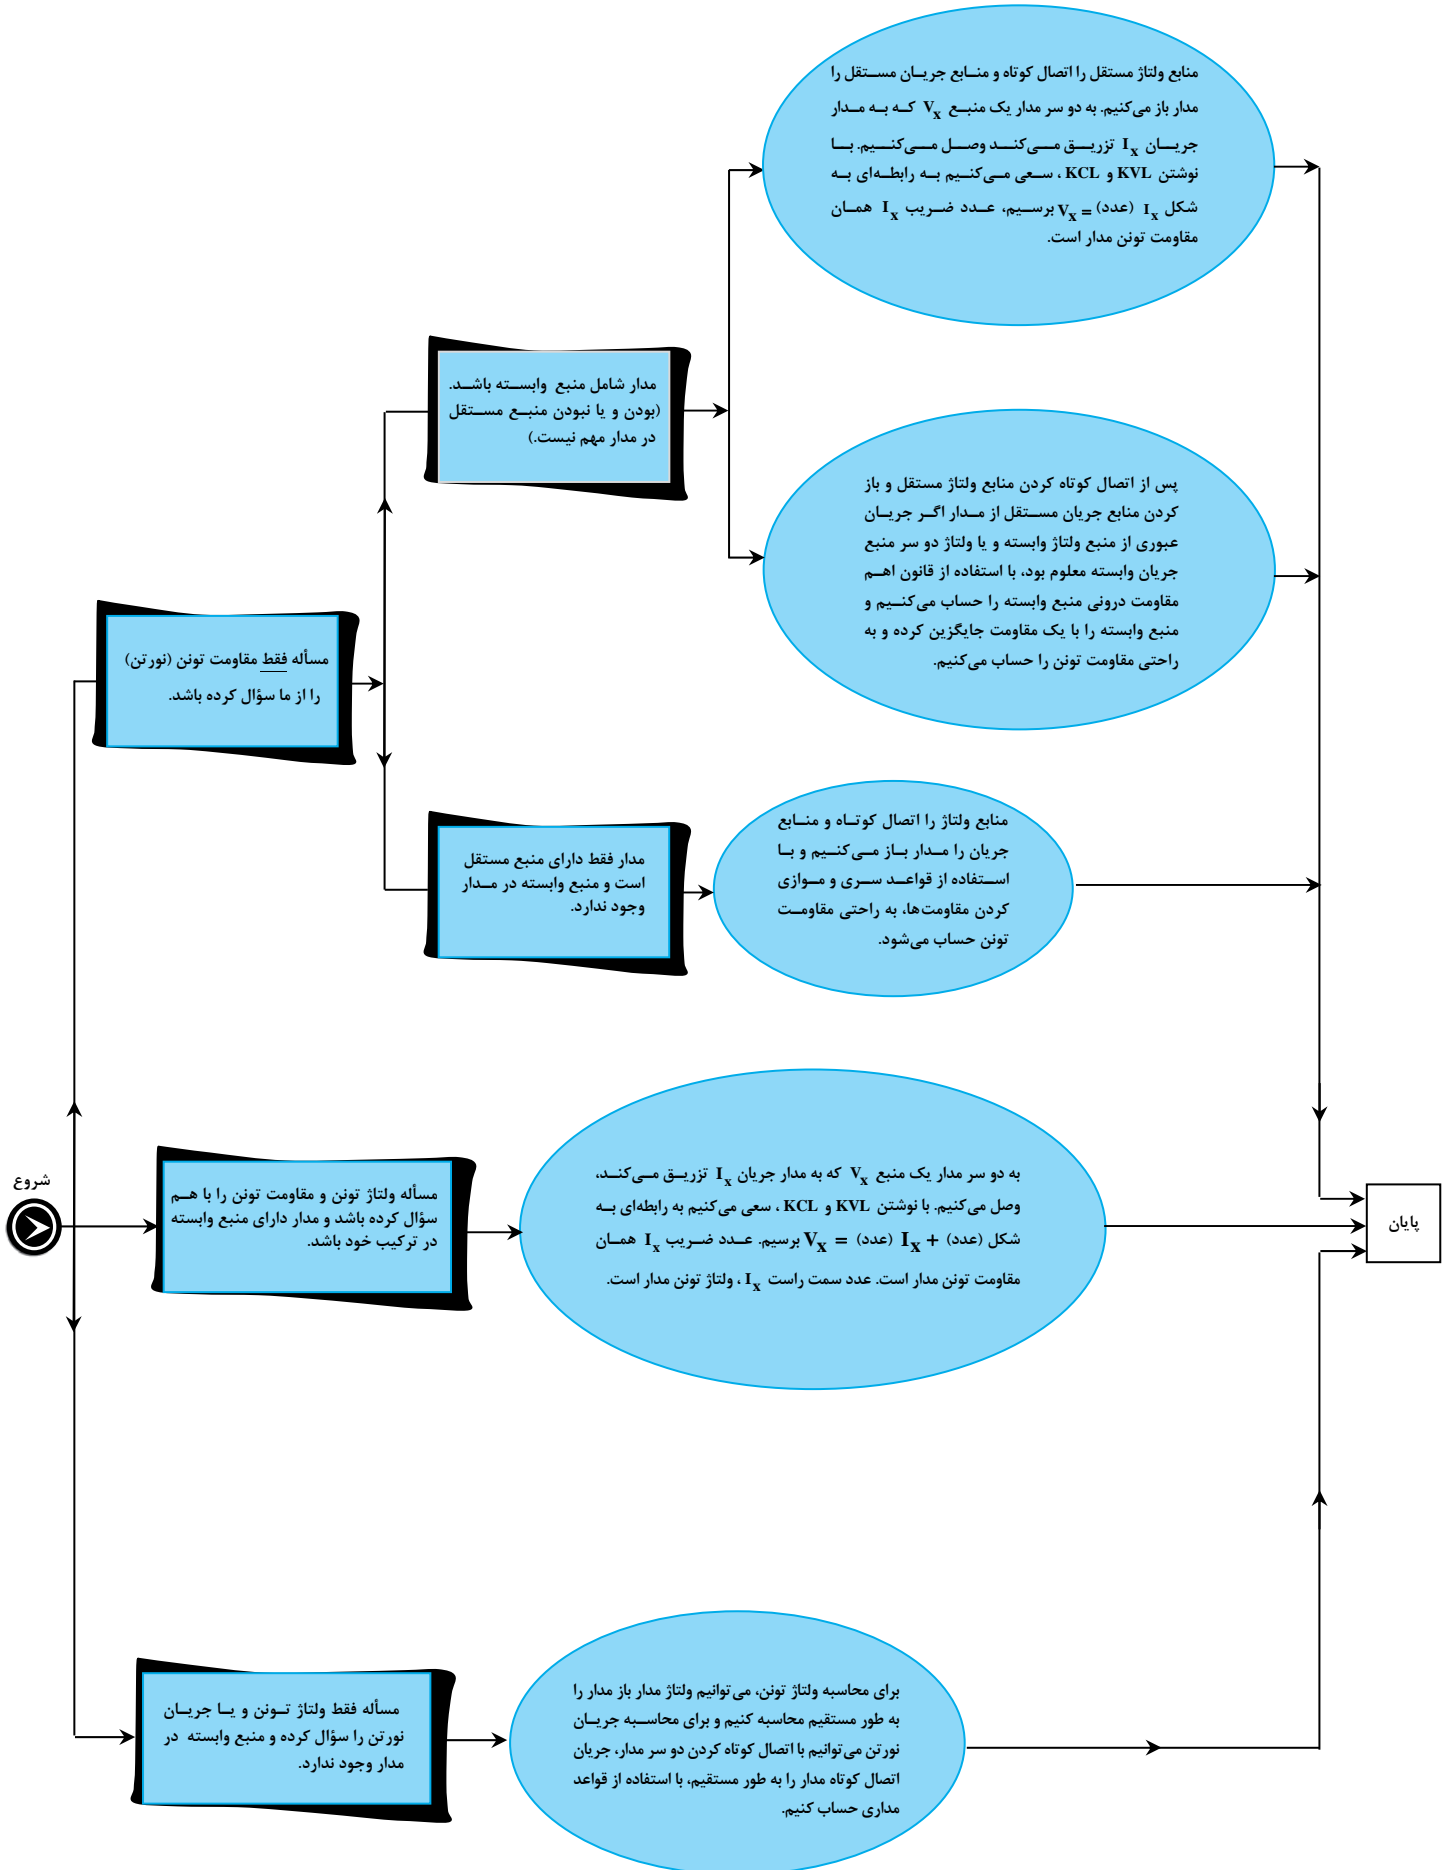 منابع ولتاژ مستقل را اتصال کوتاه و منابع جریان مستقل را
مدار باز می‌کنیم. به دو سر مدار یک منبع Vx که به مدار
جریان Ix تزریق می‌کند وصل می‌کنیم. با
نوشتن KVL و KCL ، سعی می‌کنیم به رابطه‌ای به
شکل Vx = (عدد) Ix برسیم، عدد ضریب Ix همان
مقاومت تونن مدار است.
مدار شامل منبع وابسته باشد.
(بودن و یا نبودن منبع مستقل
در مدار مهم نیست.)
پس از اتصال کوتاه کردن منابع ولتاژ مستقل و باز
کردن منابع جریان مستقل از مدار اگر جریان
عبوری از منبع ولتاژ وابسته و یا ولتاژ دو سر منبع
جریان وابسته معلوم بود، با استفاده از قانون اهم
مقاومت درونی منبع وابسته را حساب می‌کنیم و
منبع وابسته را با یک مقاومت جایگزین کرده و به
راحتی مقاومت تونن را حساب می‌کنیم.
مسأله فقط مقاومت تونن (نورتن)
را از ما سؤال کرده باشد.
منابع ولتاژ را اتصال کوتاه و منابع
جریان را مدار باز می‌کنیم و با
استفاده از قواعد سری و موازی
کردن مقاومت‌ها، به راحتی مقاومت
تونن حساب می‌شود.
مدار فقط دارای منبع مستقل
است و منبع وابسته در مدار
وجود ندارد.
شروع
مسأله ولتاژ تونن و مقاومت تونن را با هم
سؤال کرده باشد و مدار دارای منبع وابسته
در ترکیب خود باشد.
به دو سر مدار یک منبع Vx که به مدار جریان Ix تزریق می‌کند،
وصل می‌کنیم. با نوشتن KVL و KCL ، سعی می‌کنیم به رابطه‌ای به
شکل Vx = (عدد) Ix + (عدد) برسیم. عدد ضریب Ix همان
مقاومت تونن مدار است. عدد سمت راست Ix ، ولتاژ تونن مدار است.
پایان
مسأله فقط ولتاژ تونن و یا جریان
نورتن را سؤال کرده و منبع وابسته در
مدار وجود ندارد.
برای محاسبه ولتاژ تونن، می‌توانیم ولتاژ مدار باز مدار را
به طور مستقیم محاسبه کنیم و برای محاسبه جریان
نورتن می‌توانیم با اتصال کوتاه کردن دو سر مدار، جریان
اتصال کوتاه مدار را به طور مستقیم، با استفاده از قواعد
مداری حساب کنیم.